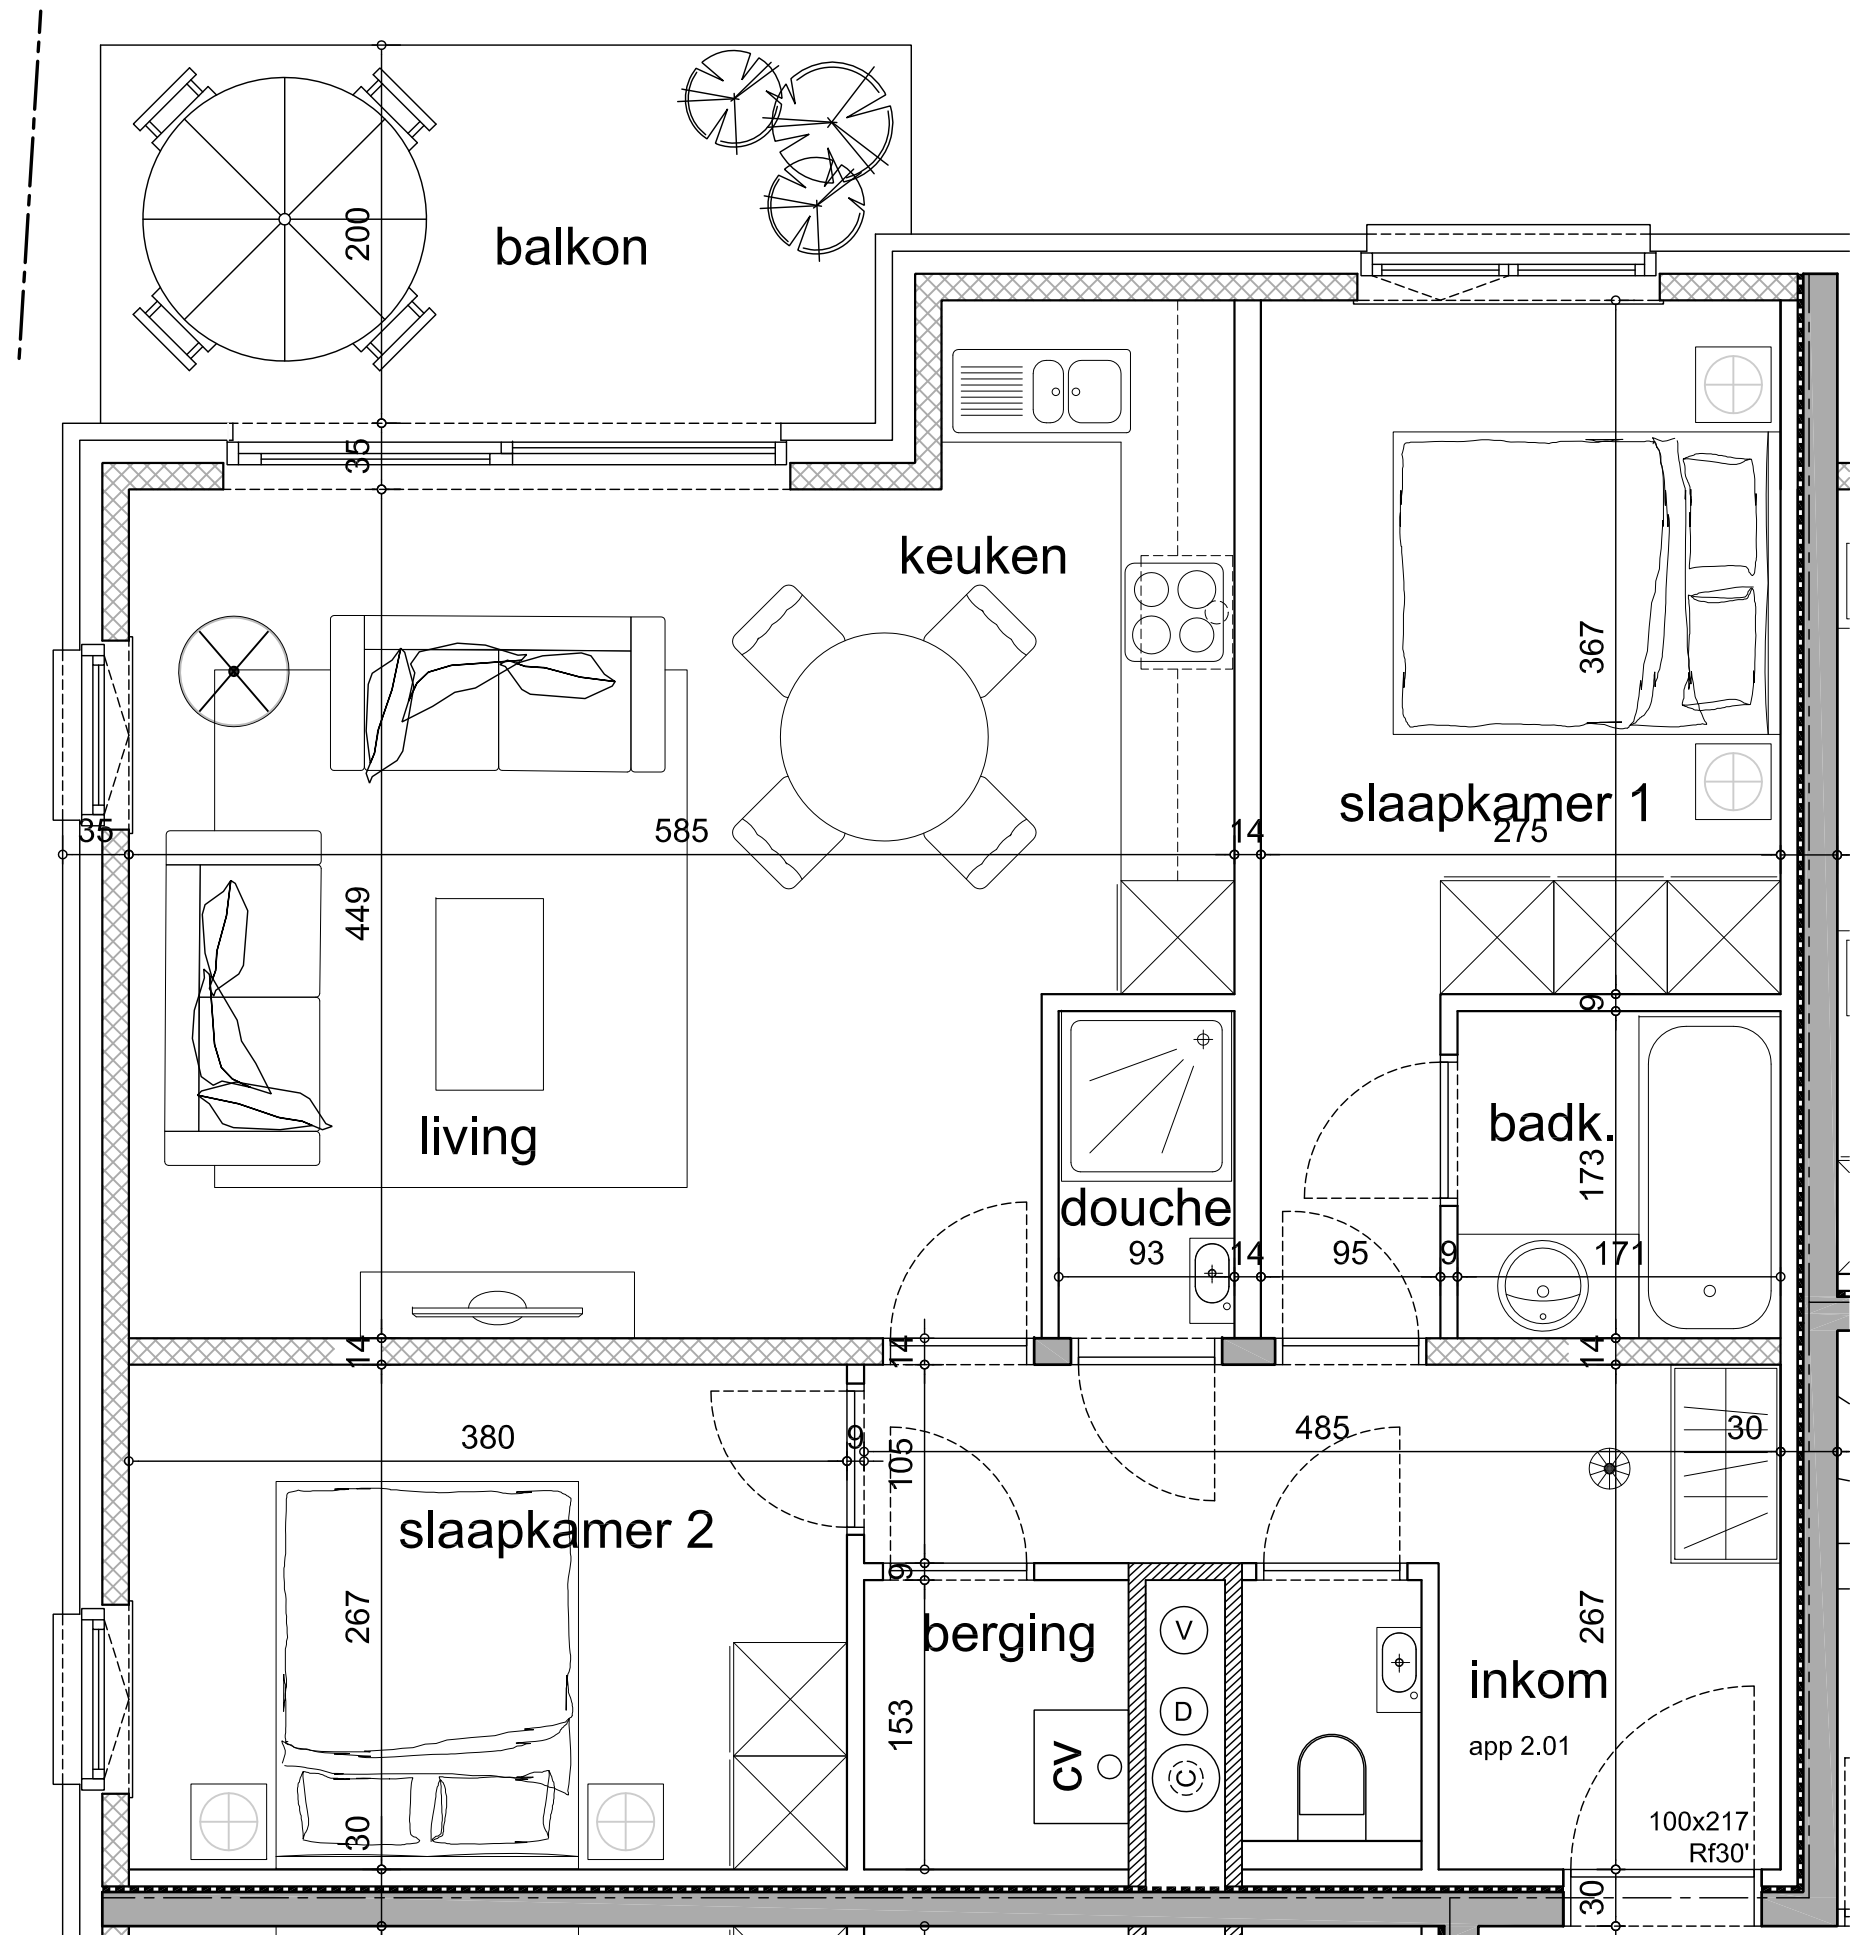 200
balkon
35
keuken
367
slaapkamer 1
35
585
14
275
449
9
living
badk.
173
douche
93
14
95
9
171
14
14
14
380
9
105
485
30
slaapkamer 2
267
9
berging
V
267
inkom
153
D
app 2.01
cv
C
30
100x217
Rf30'
30